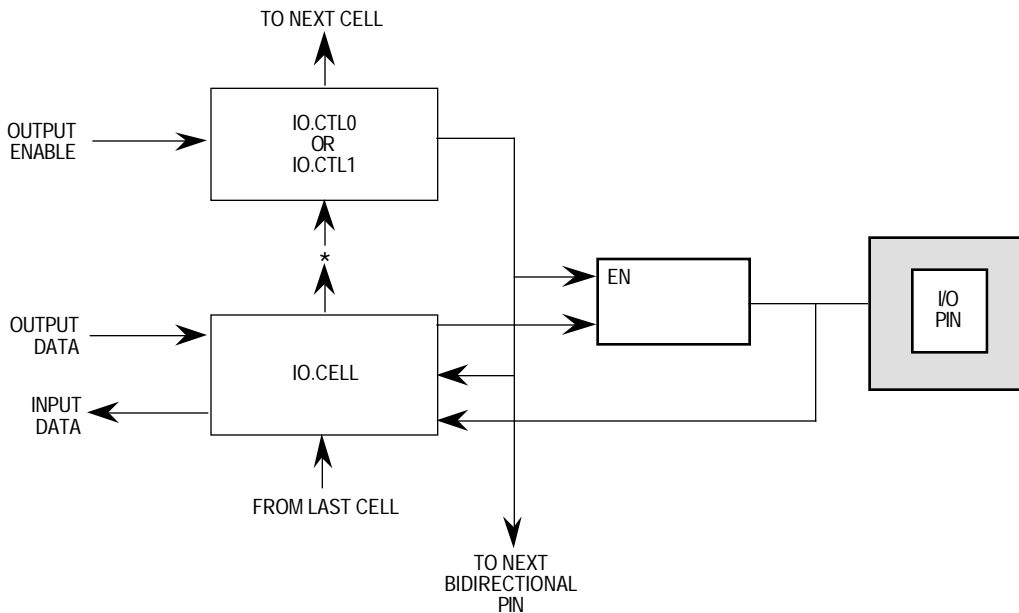 TO NEXT CELL
OUTPUT
ENABLE
IO.CTL0
OR
IO.CTL1
*
EN
I/O
PIN
OUTPUT
DATA
IO.CELL
INPUT
DATA
FROM LAST CELL
TO NEXT
BIDIRECTIONAL
PIN